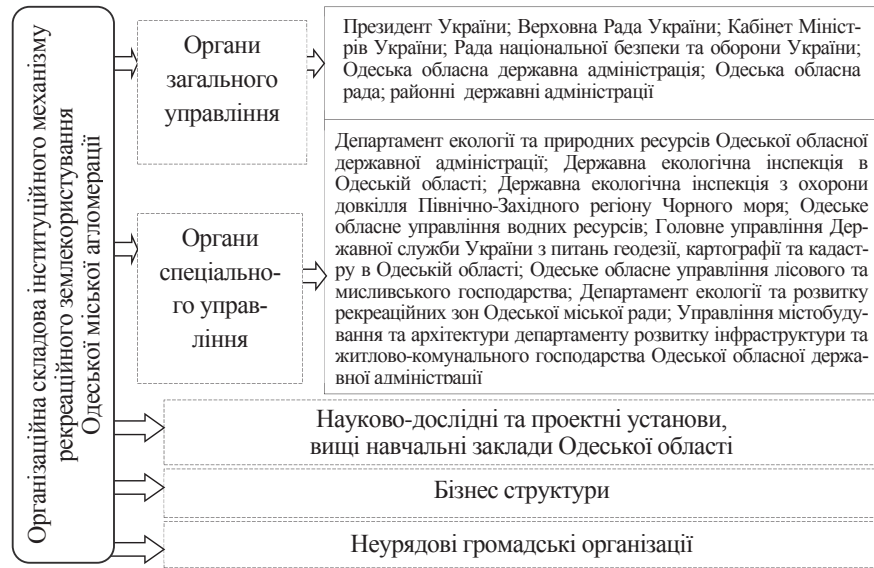 Організаційна складова інституційного механізму
рекреаційного землекористування
Одеської міської агломерації
Органи
загального
управління
Президент України; Верховна Рада України; Кабінет Мініст-
рів України; Рада національної безпеки та оборони України;
Одеська обласна державна адміністрація; Одеська обласна
рада; районні державні адміністрації
Органи
спеціально-
го управ-
ління
Департамент екології та природних ресурсів Одеської обласної
державної адміністрації; Державна екологічна інспекція в
Одеській області; Державна екологічна інспекція з охорони
довкілля Північно-Західного регіону Чорного моря; Одеське
обласне управління водних ресурсів; Головне управління Дер-
жавної служби України з питань геодезії, картографії та кадаст-
ру в Одеській області; Одеське обласне управління лісового та
мисливського господарства; Департамент екології та розвитку
рекреаційних зон Одеської міської ради; Управління містобуду-
вання та архітектури департаменту розвитку інфраструктури та
житлово-комунального господарства Одеської обласної держа-
вної адміністрації
Науково-дослідні та проектні установи,
вищі навчальні заклади Одеської області
Бізнес структури
Неурядові громадські організації